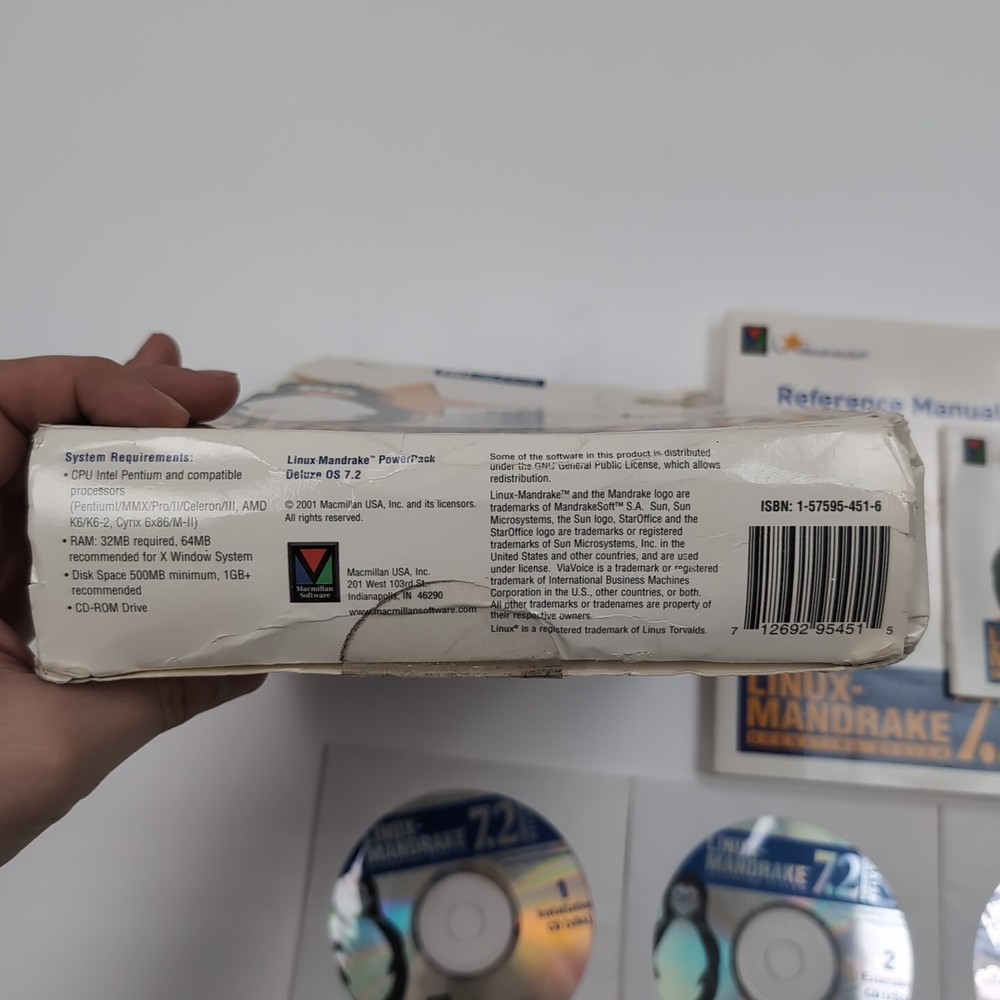 System Requirements:
• CPU Intel Pentium and compatible
processors
(PentiumI/MMX/Pro/II/Celeron/III, AMD
K6/K6-2, Cyrix 6x86/M-II)
• RAM: 32MB required, 64MB
recommended for X Window System
• Disk Space 500MB minimum, 1GB+
recommended
• CD-ROM Drive
Linux-Mandrake™ PowerPack
Deluxe OS 7.2
© 2001 Macmillan USA, Inc. and its licensors.
All rights reserved.
Macmillan
Software
Macmillan USA, Inc.
201 West 103rd St.
Indianapolis, IN 46290
www.macmillansoftware.com
Some of the software in this product is distributed
under the GNU General Public License, which allows
redistribution.
Linux-Mandrake™ and the Mandrake logo are
trademarks of MandrakeSoft™ S.A. Sun, Sun
Microsystems, the Sun logo, StarOffice and the
StarOffice logo are trademarks or registered
trademarks of Sun Microsystems, Inc. in the
United States and other countries, and are used
under license. ViaVoice is a trademark or registered
trademark of International Business Machines
Corporation in the U.S., other countries, or both.
All other trademarks or tradenames are property of
their respective owners.
Linux® is a registered trademark of Linus Torvalds.
ISBN: 1-57595-451-6
7 12692 95451 5
Reference Manual
LINUX-
MANDRAKE 7.
OPERATING SYSTEM
LINUX-
MANDRAKE 7.2
1
Installation
LINUX-
MANDRAKE 7.2
2